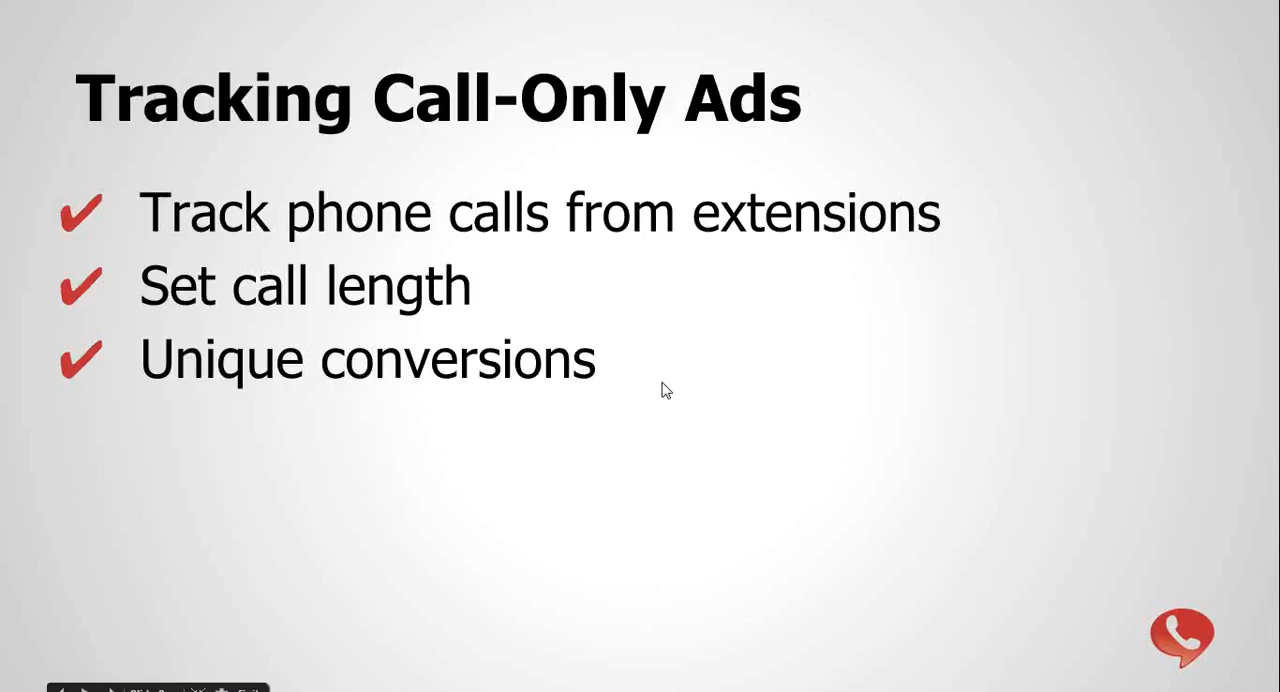 Tracking Call-Only Ads
Track phone calls from extensions
Set call length
Unique conversions